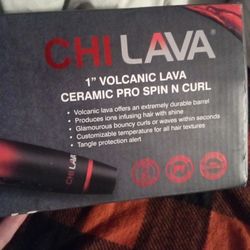 CHI LAVA®
1" VOLCANIC LAVA
CERAMIC PRO SPIN N CURL
• Volcanic lava offers an extremely durable barrel
• Produces ions infusing hair with shine
• Glamourous bouncy curls or waves within seconds
• Customizable temperature for all hair textures
• Tangle protection alert
CHI LAVA